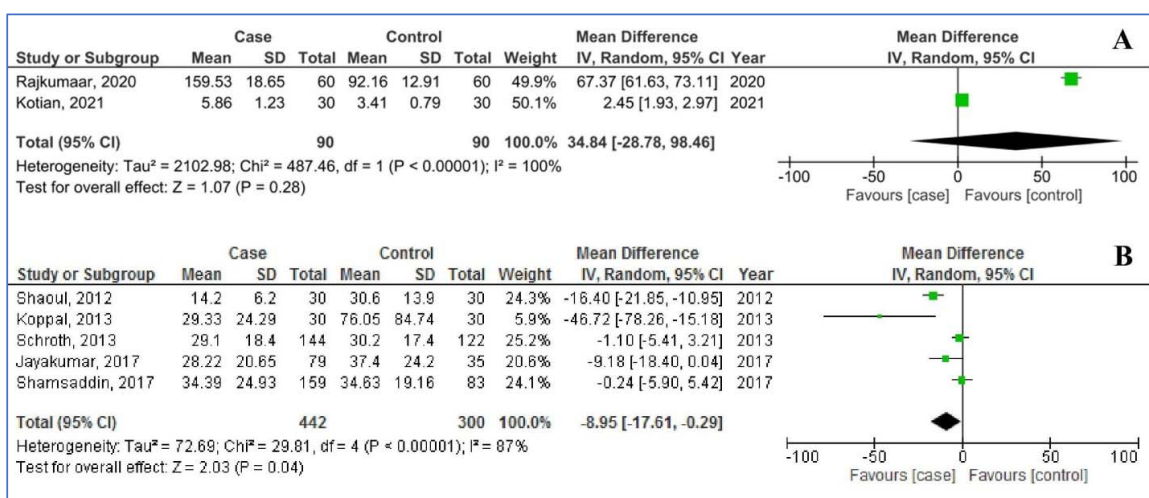 A
Case Control Mean Difference Mean Difference
Study or Subgroup Mean SD Total Mean SD Total Weight IV, Random, 95% CI Year IV, Random, 95% CI
Rajkumaar, 2020 159.53 18.65 60 92.16 12.91 60 49.9% 67.37 [61.63, 73.11] 2020
Kotian, 2021 5.86 1.23 30 3.41 0.79 30 50.1% 2.45 [1.93, 2.97] 2021
Total (95% CI) 90 90 100.0% 34.84 [-28.78, 98.46]
Heterogeneity: Tau² = 2102.98; Chi² = 487.46, df = 1 (P < 0.00001); I² = 100%
Test for overall effect: Z = 1.07 (P = 0.28)
-100 -50 0 50 100
Favours [case] Favours [control]
B
Case Control Mean Difference Mean Difference
Study or Subgroup Mean SD Total Mean SD Total Weight IV, Random, 95% CI Year IV, Random, 95% CI
Shaoul, 2012 14.2 6.2 30 30.6 13.9 30 24.3% -16.40 [-21.85, -10.95] 2012
Koppal, 2013 29.33 24.29 30 76.05 84.74 30 5.9% -46.72 [-78.26, -15.18] 2013
Schroth, 2013 29.1 18.4 144 30.2 17.4 122 25.2% -1.10 [-5.41, 3.21] 2013
Jayakumar, 2017 28.22 20.65 79 37.4 24.2 35 20.6% -9.18 [-18.40, 0.04] 2017
Shamsaddin, 2017 34.39 24.93 159 34.63 19.16 83 24.1% -0.24 [-5.90, 5.42] 2017
Total (95% CI) 442 300 100.0% -8.95 [-17.61, -0.29]
Heterogeneity: Tau² = 72.69; Chi² = 29.81, df = 4 (P < 0.00001); I² = 87%
Test for overall effect: Z = 2.03 (P = 0.04)
-100 -50 0 50 100
Favours [case] Favours [control]